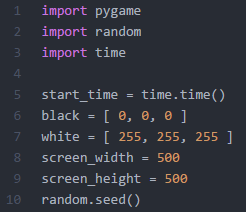 1 import pygame
2 import random
3 import time
4
5 start_time = time.time()
6 black = [ 0, 0, 0 ]
7 white = [ 255, 255, 255 ]
8 screen_width = 500
9 screen_height = 500
10 random.seed()